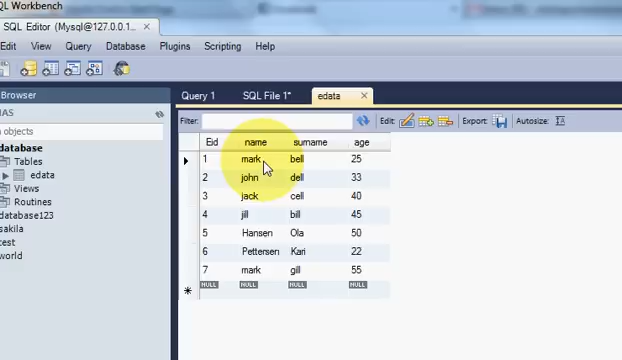 QL Workbench
SQL Editor (Mysql@127.0.0.1... ×
Edit View Query Database Plugins Scripting Help
Browser
Query 1 SQL File 1* edata ×
Filter: Edit: Export: Autosize:
MAS
objects
database
Tables
edata
Views
Routines
database123
sakila
test
world
Eid name surname age
1 mark bell 25
2 john dell 33
3 jack cell 40
4 jill bill 45
5 Hansen Ola 50
6 Pettersen Kari 22
7 mark gill 55
* NULL NULL NULL NULL